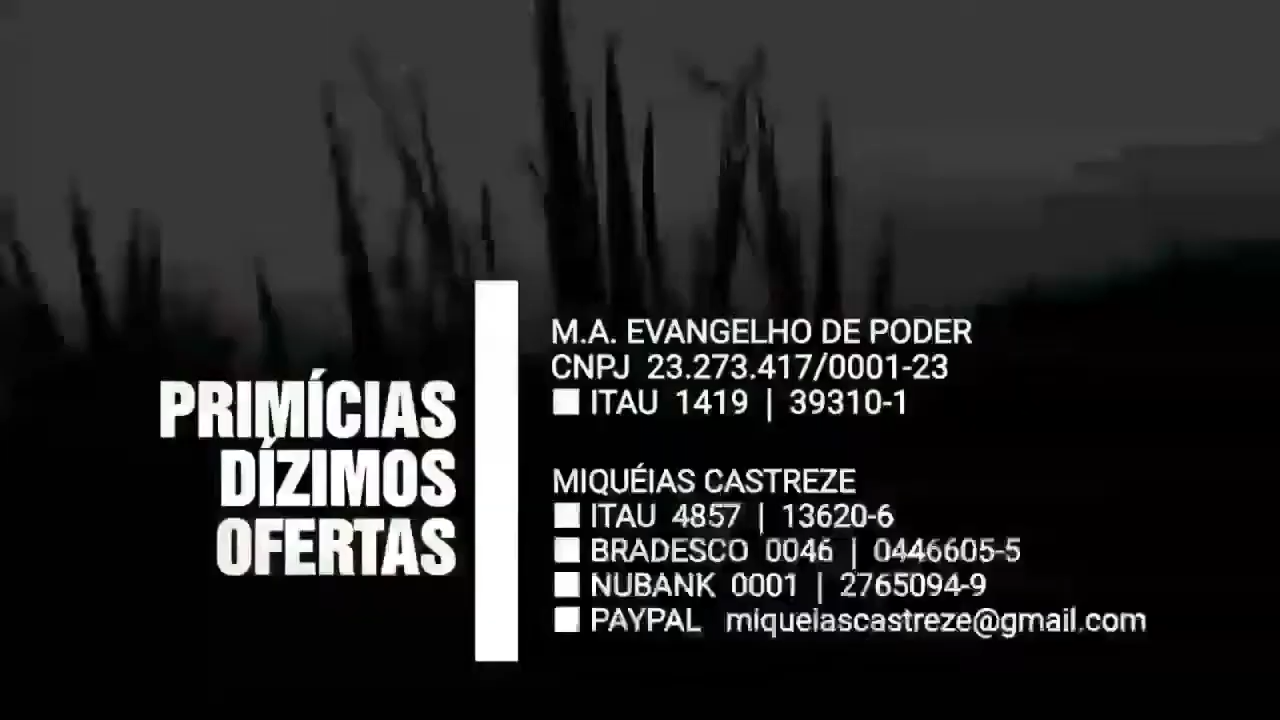 PRIMÍCIAS
DÍZIMOS
OFERTAS
M.A. EVANGELHO DE PODER
CNPJ 23.273.417/0001-23
ITAU 1419 | 39310-1
MIQUÉIAS CASTREZE
ITAU 4857 | 13620-6
BRADESCO 0046 | 0446605-5
NUBANK 0001 | 2765094-9
PAYPAL miqueiascastreze@gmail.com